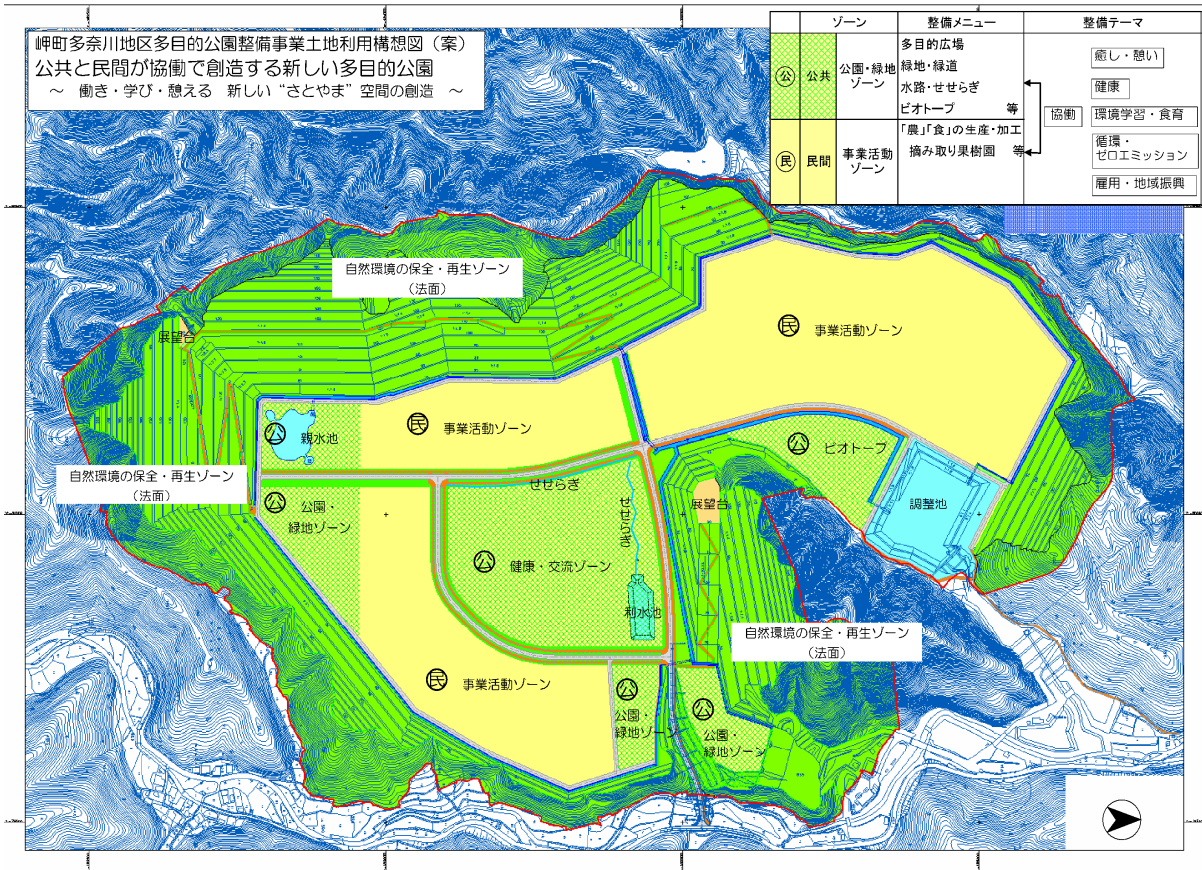 岬町多奈川地区多目的公園整備事業土地利用構想図（案）
公共と民間が協働で創造する新しい多目的公園
～ 働き・学び・憩える 新しい“さとやま”空間の創造 ～
ゾーン 整備メニュー 整備テーマ
公 公共 公園・緑地ゾーン
多目的広場
緑地・緑道
水路・せせらぎ
ビオトープ 等
民 民間 事業活動ゾーン
「農」「食」の生産・加工
摘み取り果樹園 等
協働
癒し・憩い
健康
環境学習・食育
循環・
ゼロエミッション
雇用・地域振興
自然環境の保全・再生ゾーン
（法面）
展望台
民 事業活動ゾーン
民 事業活動ゾーン
公 親水池
公 ビオトープ
自然環境の保全・再生ゾーン
（法面）
せせらぎ
せせらぎ
展望台
調整池
公 公園・
緑地ゾーン
公 健康・交流ゾーン
利水池
自然環境の保全・再生ゾーン
（法面）
民 事業活動ゾーン
公
公園・
緑地ゾーン
公
公園・
緑地ゾーン